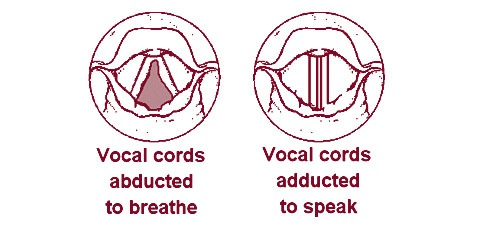 Vocal cords
abducted
to breathe
Vocal cords
adducted
to speak